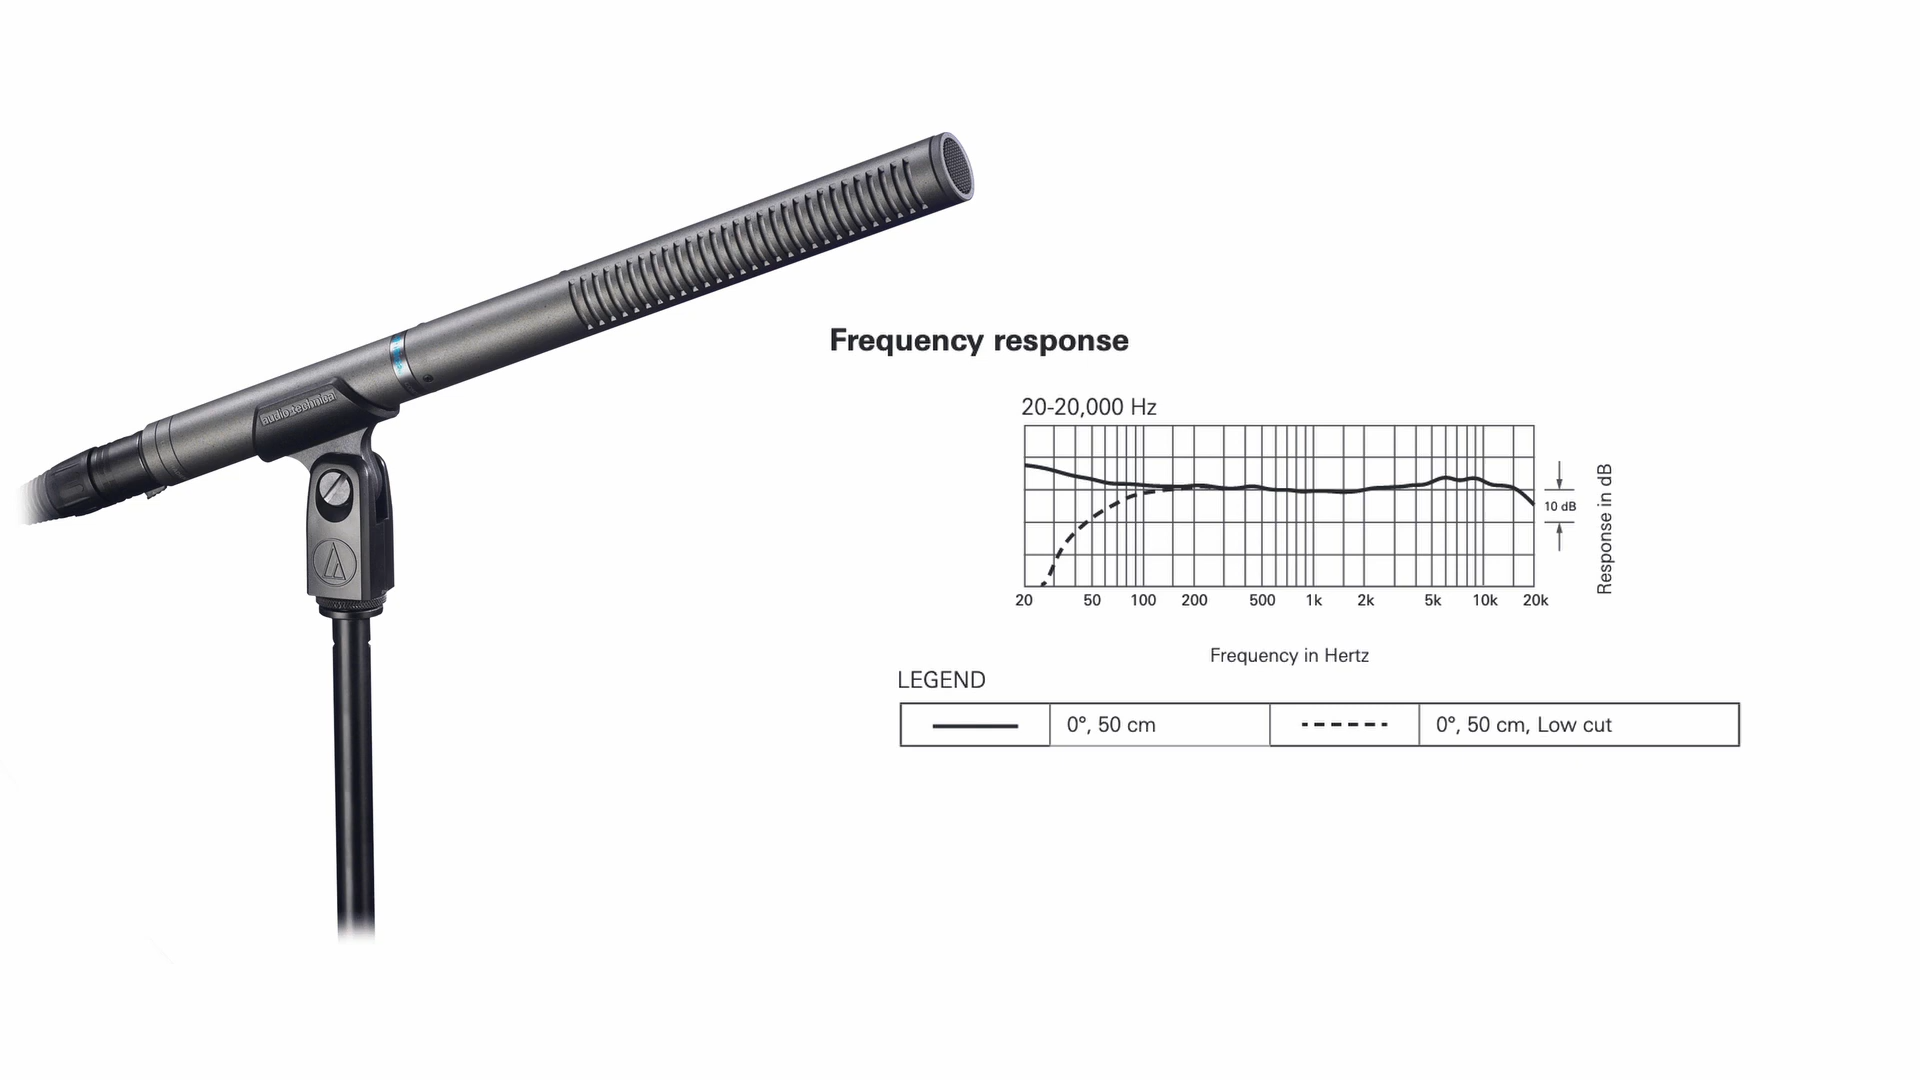 audio-technica
Frequency response
20-20,000 Hz
10 dB
Response in dB
20 50 100 200 500 1k 2k 5k 10k 20k
Frequency in Hertz
LEGEND
0°, 50 cm 0°, 50 cm, Low cut